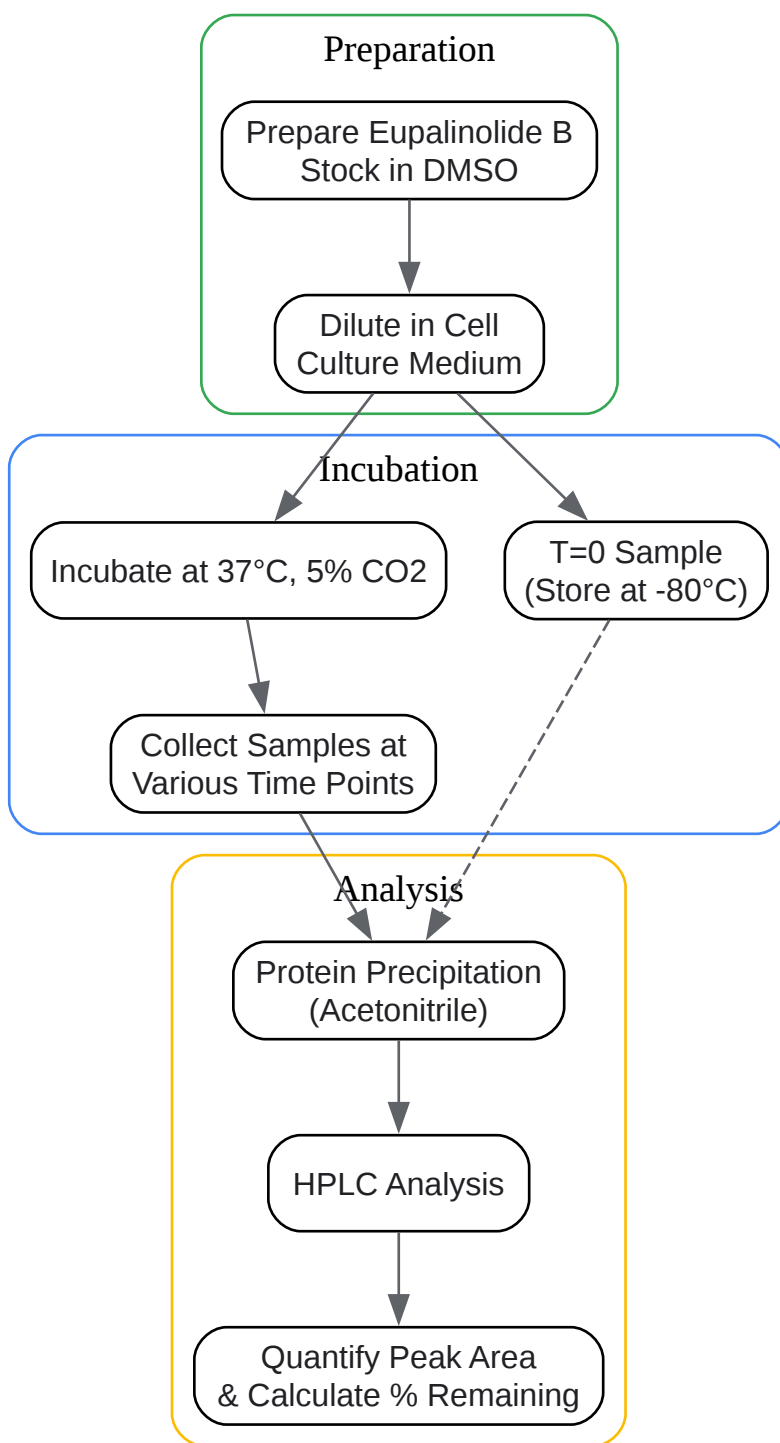 Preparation
Prepare Eupalinolide B
Stock in DMSO
Dilute in Cell
Culture Medium
Incubation
Incubate at 37°C, 5% CO2
T=0 Sample
(Store at -80°C)
Collect Samples at
Various Time Points
Analysis
Protein Precipitation
(Acetonitrile)
HPLC Analysis
Quantify Peak Area
& Calculate % Remaining